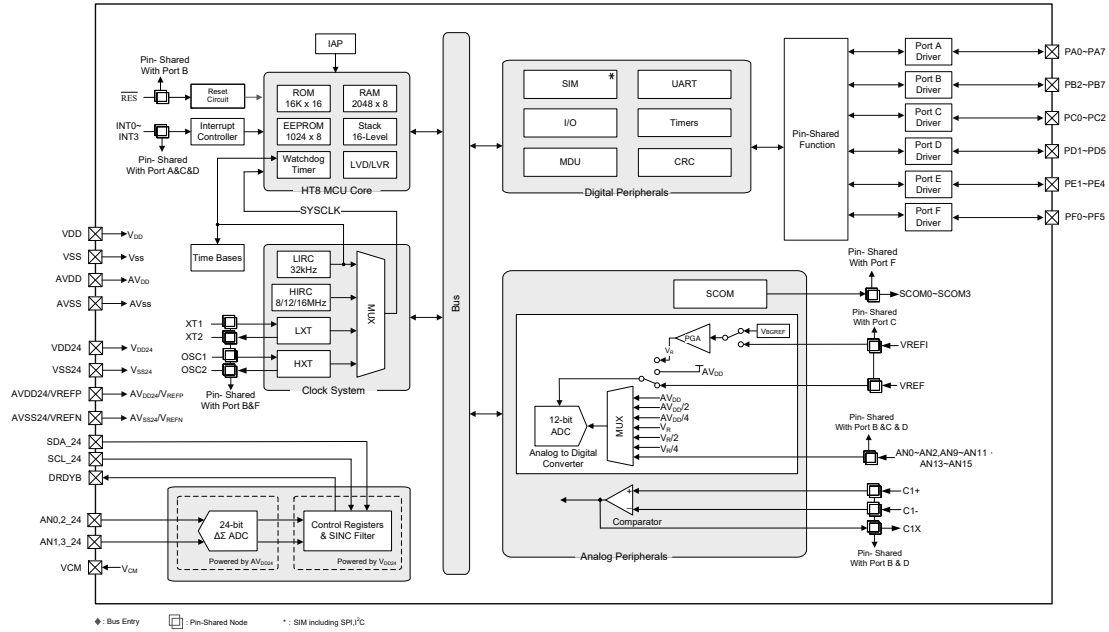 IAP
Pin- Shared
With Port B
RES
Reset
Circuit
INT0~
INT3
Interrupt
Controller
Pin- Shared
With Port A&C&D
ROM
16K x 16
RAM
2048 x 8
EEPROM
1024 x 8
Stack
16-Level
Watchdog
Timer
LVD/LVR
HT8 MCU Core
SYSCLK
Time Bases
LIRC
32kHz
HIRC
8/12/16MHz
LXT
HXT
MUX
Clock System
XT1
XT2
OSC1
OSC2
Pin- Shared
With Port B&F
VDD
VDD
VSS
Vss
AVDD
AVDD
AVSS
AVss
VDD24
VDD24
VSS24
VSS24
AVDD24/VREFP
AVDD24/VREFP
AVSS24/VREFN
AVSS24/VREFN
SDA_24
SCL_24
DRDYB
AN0,2_24
AN1,3_24
VCM
VCM
24-bit
ΔΣ ADC
Powered by AVDD24
Control Registers
& SINC Filter
Powered by VDD24
Bus
SIM
*
UART
I/O
Timers
MDU
CRC
Digital Peripherals
Pin-Shared
Function
Port A
Driver
PA0~PA7
Port B
Driver
PB2~PB7
Port C
Driver
PC0~PC2
Port D
Driver
PD1~PD5
Port E
Driver
PE1~PE4
Port F
Driver
PF0~PF5
SCOM
Pin- Shared
With Port F
SCOM0~SCOM3
Pin- Shared
With Port C
VREFI
VREF
PGA
VBGREF
VR
AVDD
12-bit
ADC
MUX
AVDD
AVDD/2
AVDD/4
VR
VR/2
VR/4
Analog to Digital
Converter
Pin- Shared
With Port B &C & D
AN0~AN2,AN9~AN11 ·
AN13~AN15
+
−
Comparator
C1+
C1-
C1X
Pin- Shared
With Port B & D
Analog Peripherals
◆ : Bus Entry
: Pin-Shared Node
* : SIM including SPI,I²C